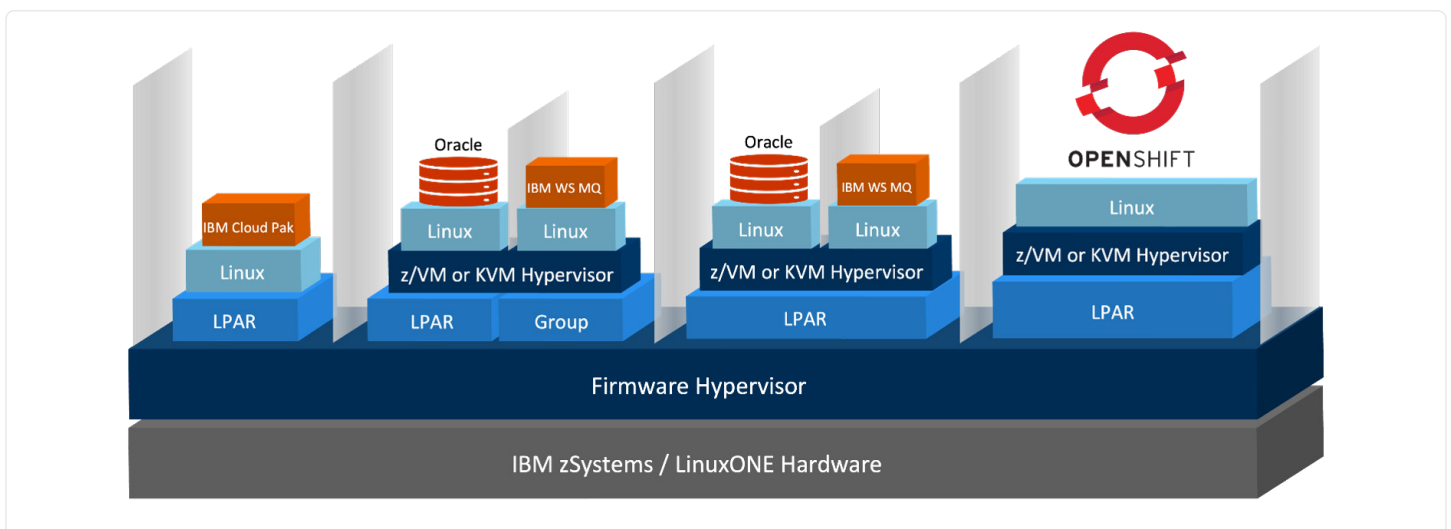 OPENSHIFT
Oracle
Oracle
IBM WS MQ
IBM WS MQ
Linux
IBM Cloud Pak
Linux
Linux
Linux
Linux
z/VM or KVM Hypervisor
Linux
z/VM or KVM Hypervisor
z/VM or KVM Hypervisor
LPAR
LPAR
LPAR
Group
LPAR
Firmware Hypervisor
IBM zSystems / LinuxONE Hardware